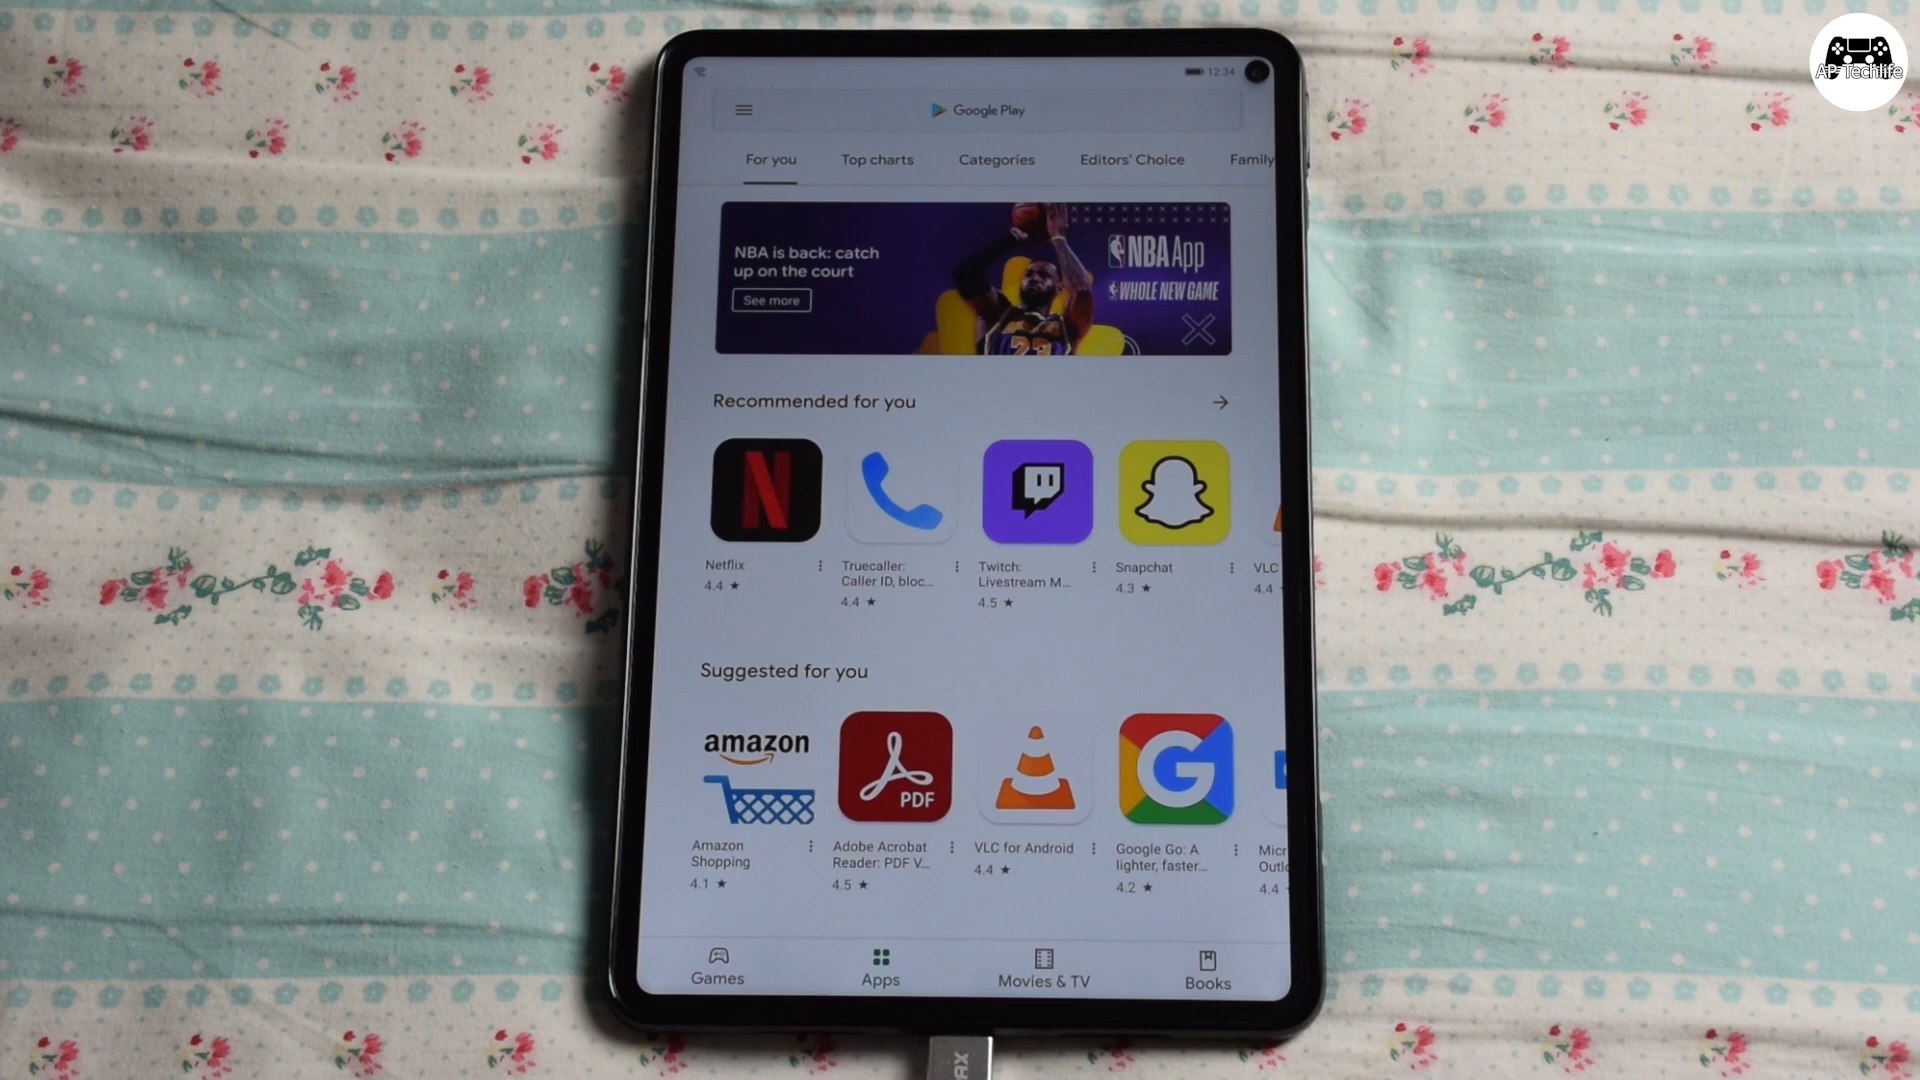 AP Techlife
12:34
Google Play
For you
Top charts
Categories
Editors' Choice
Family
NBA is back: catch
up on the court
See more
NBA App
WHOLE NEW GAME
23
Recommended for you
Netflix
4.4 ★
Truecaller:
Caller ID, bloc...
4.4 ★
Twitch:
Livestream M...
4.5 ★
Snapchat
4.3 ★
VLC
4.4
Suggested for you
amazon
PDF
Amazon
Shopping
4.1 ★
Adobe Acrobat
Reader: PDF V...
4.5 ★
VLC for Android
4.4 ★
Google Go: A
lighter, faster...
4.2 ★
Micr
Outlo
4.4
Games
Apps
Movies & TV
Books
AX